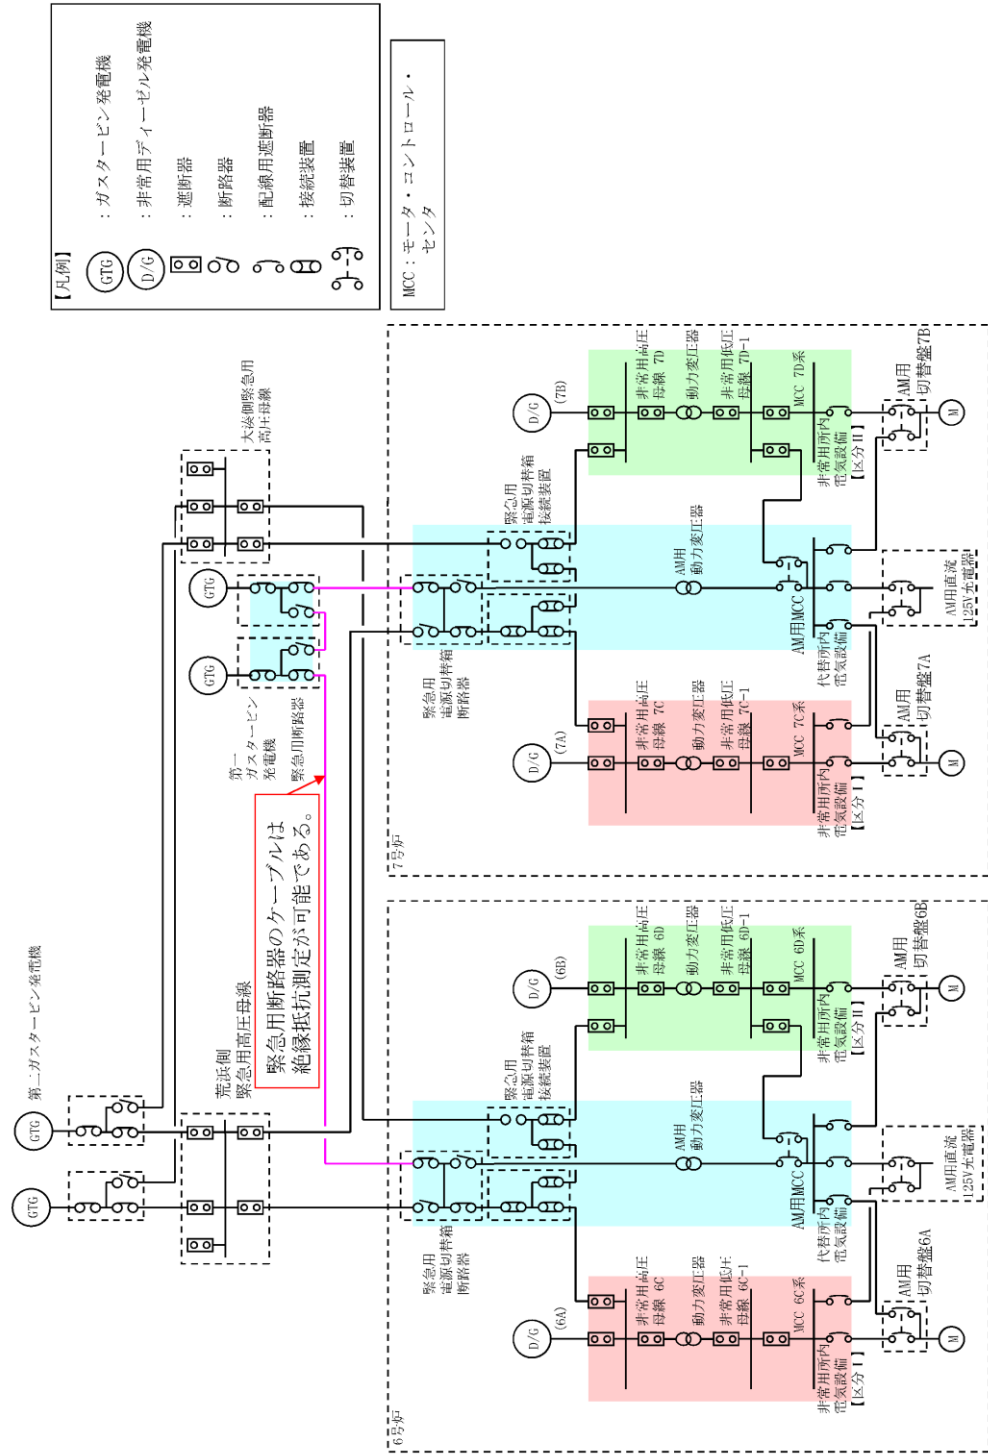 【凡例】
GTG
：ガスタービン発電機
D/G
：非常用ディーゼル発電機
：遮断器
：断路器
：配線用遮断器
：接続装置
：切替装置
MCC：モータ・コントロール・
センタ
GTG
GTG
第二ガスタービン発電機
荒浜側
緊急用高圧母線
大湊側緊急用
高圧母線
GTG
GTG
第一
ガスタービン
発電機
緊急用断路器
緊急用断路器のケーブルは
絶縁抵抗測定が可能である。
6号炉
緊急用
電源切替箱
断路器
緊急用
電源切替箱
接続装置
D/G
(6A)
D/G
(6B)
非常用高圧
母線 6C
動力変圧器
非常用低圧
母線 6C-1
MCC 6C系
非常用所内
電気設備
【区分Ⅰ】
AM用
動力変圧器
AM用MCC
代替所内
電気設備
非常用高圧
母線 6D
動力変圧器
非常用低圧
母線 6D-1
MCC 6D系
非常用所内
電気設備
【区分Ⅱ】
AM用
切替盤6A
M
AM用直流
125V充電器
AM用
切替盤6B
M
7号炉
緊急用
電源切替箱
断路器
緊急用
電源切替箱
接続装置
D/G
(7A)
D/G
(7B)
非常用高圧
母線 7C
動力変圧器
非常用低圧
母線 7C-1
MCC 7C系
非常用所内
電気設備
【区分Ⅰ】
AM用
動力変圧器
AM用MCC
代替所内
電気設備
非常用高圧
母線 7D
動力変圧器
非常用低圧
母線 7D-1
MCC 7D系
非常用所内
電気設備
【区分Ⅱ】
AM用
切替盤7A
M
AM用直流
125V充電器
AM用
切替盤7B
M